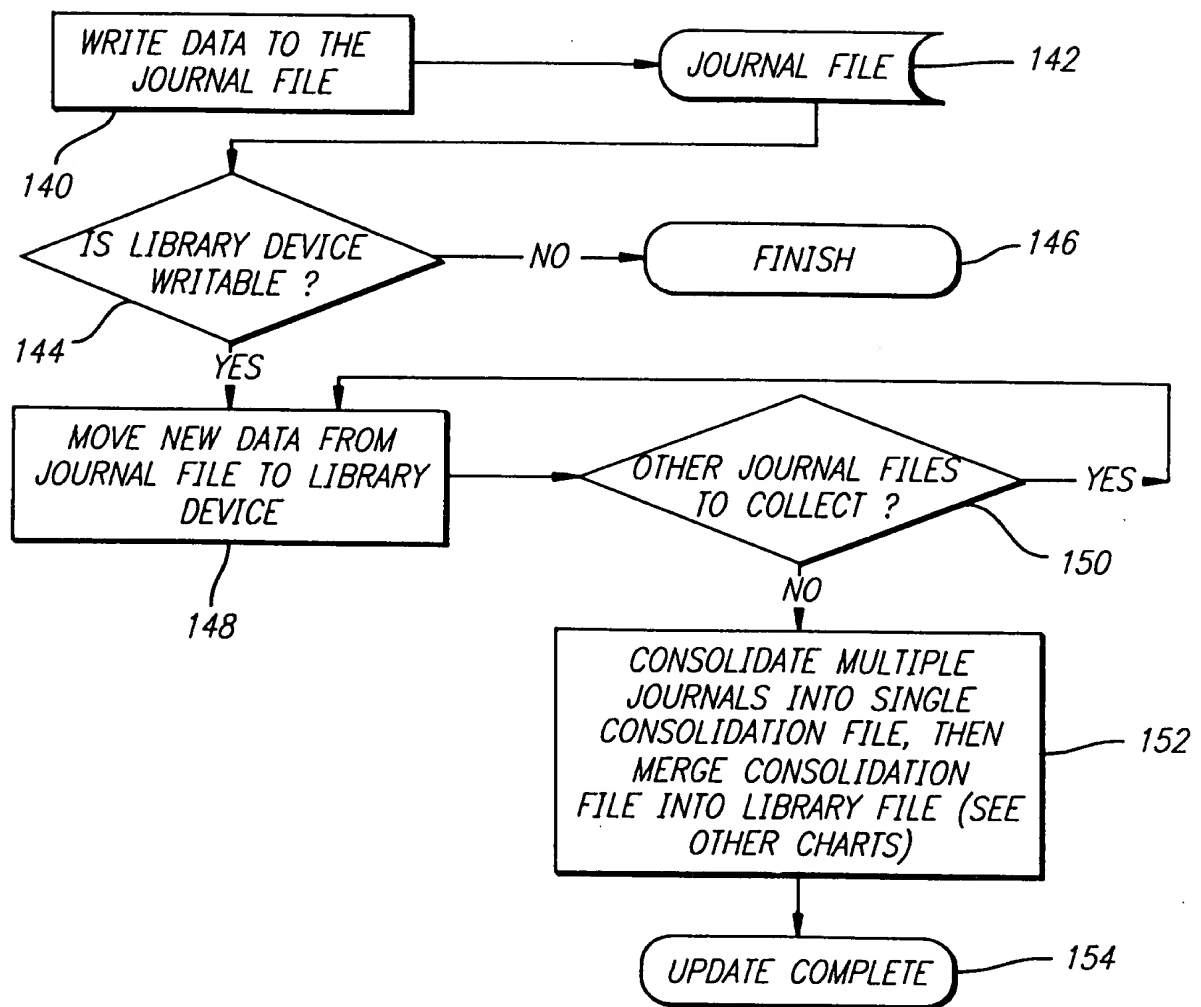 WRITE DATA TO THE
JOURNAL FILE
140
JOURNAL FILE
142
IS LIBRARY DEVICE
WRITABLE ?
144
NO
FINISH
146
YES
MOVE NEW DATA FROM
JOURNAL FILE TO LIBRARY
DEVICE
148
OTHER JOURNAL FILES
TO COLLECT ?
YES
150
NO
CONSOLIDATE MULTIPLE
JOURNALS INTO SINGLE
CONSOLIDATION FILE, THEN
MERGE CONSOLIDATION
FILE INTO LIBRARY FILE (SEE
OTHER CHARTS)
152
UPDATE COMPLETE
154